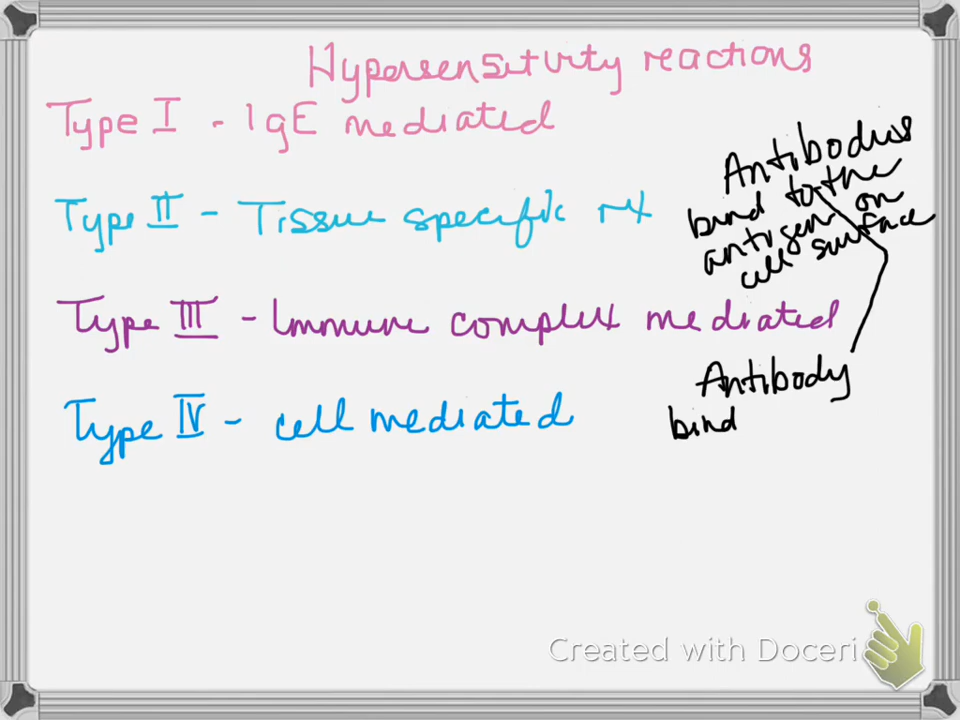 Hypersensitivity reactions
Type I - IgE mediated
Type II - Tissue specific rx
Antibodies
bind to the
antigen on
cell surface
Type III - Immune complex mediated
Antibody
bind
Type IV - cell mediated
Created with Doceri